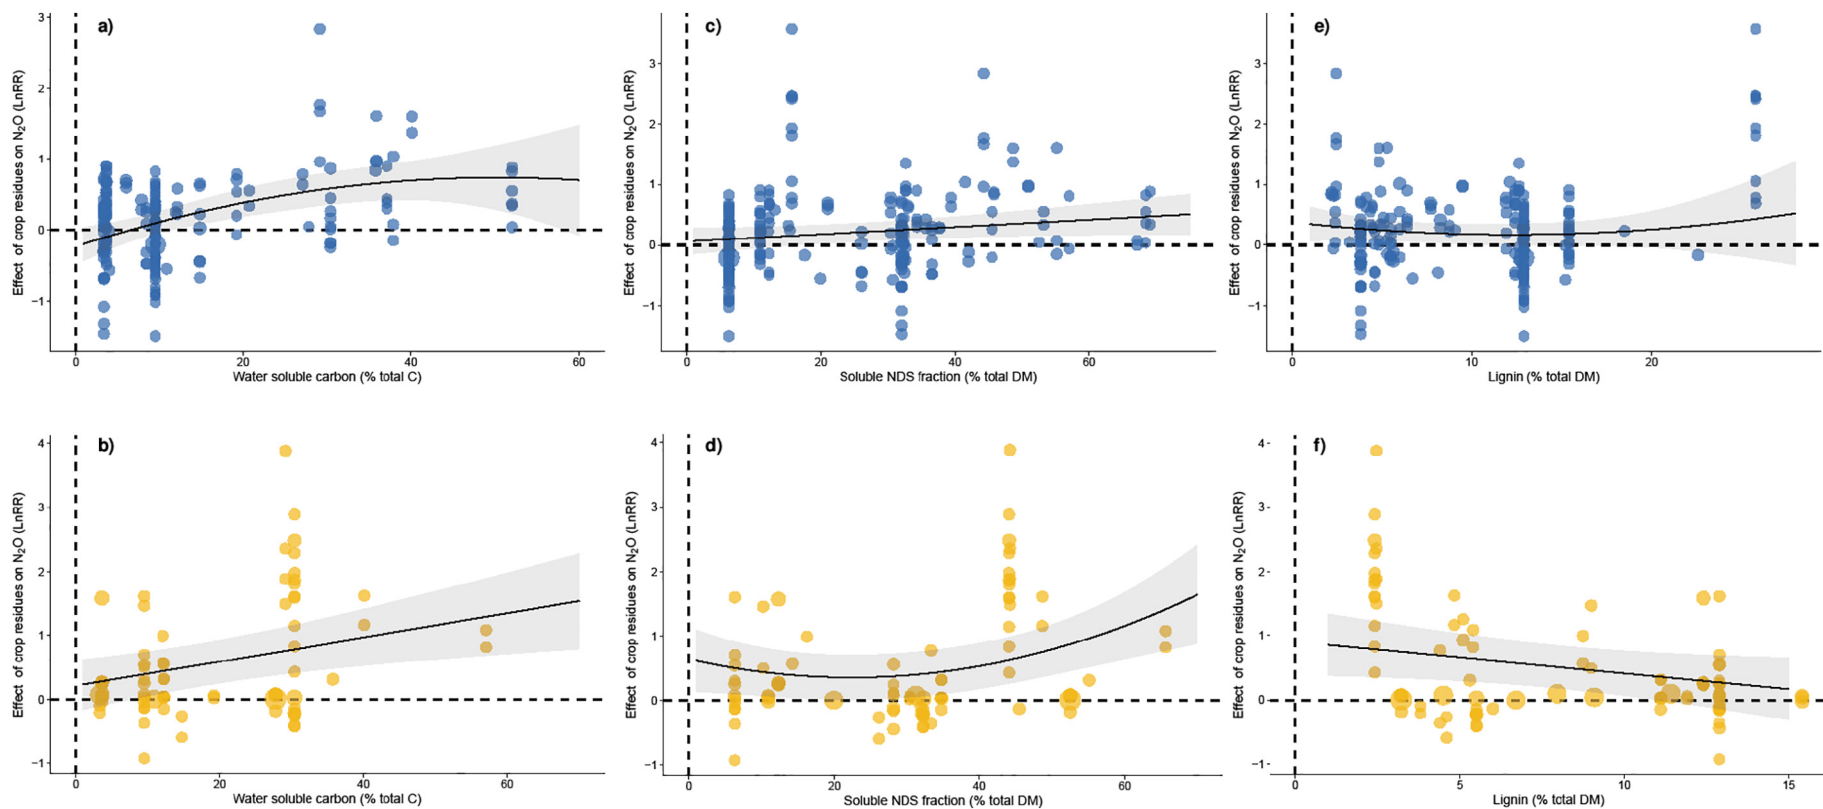 a)
Effect of crop residues on N₂O (LnRR)
3
2
1
0
−1
0 20 40 60
Water soluble carbon (% total C)
c)
Effect of crop residues on N₂O (LnRR)
3
2
1
0
−1
0 20 40 60
Soluble NDS fraction (% total DM)
e)
Effect of crop residues on N₂O (LnRR)
3
2
1
0
−1
0 10 20
Lignin (% total DM)
b)
Effect of crop residues on N₂O (LnRR)
4
3
2
1
0
−1
0 20 40 60
Water soluble carbon (% total C)
d)
Effect of crop residues on N₂O (LnRR)
4
3
2
1
0
−1
0 20 40 60
Soluble NDS fraction (% total DM)
f)
Effect of crop residues on N₂O (LnRR)
4
3
2
1
0
−1
0 5 10 15
Lignin (% total DM)